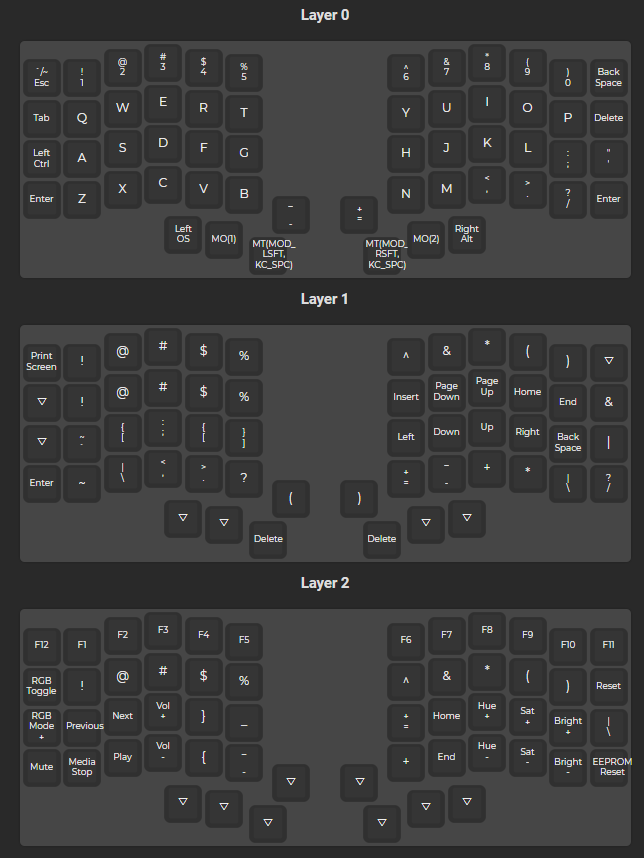 Layer 0
~/~ Esc ! 1 @ 2 # 3 $ 4 % 5 ^ 6 & 7 * 8 ( 9 ) 0 Back Space
Tab Q W E R T Y U I O P Delete
Left Ctrl A S D F G H J K L : ; " '
Enter Z X C V B N M < , > . ? / Enter
_ - + =
Left OS MO(1) MT(MOD_LSFT, KC_SPC) MT(MOD_RSFT, KC_SPC) MO(2) Right Alt
Layer 1
Print Screen ! @ # $ % ^ & * ( ) ▽
▽ ! @ # $ % Insert Page Down Page Up Home End &
▽ ~ ` { [ : ; { [ } ] Left Down Up Right Back Space |
Enter ~ | \ < , > . ? + = _ - + * | \ ? /
( )
▽ ▽ Delete Delete ▽ ▽
Layer 2
F12 F1 F2 F3 F4 F5 F6 F7 F8 F9 F10 F11
RGB Toggle ! @ # $ % ^ & * ( ) Reset
RGB Mode + Previous Next Vol + } _ + = Home Hue + Sat + Bright + | \
Mute Media Stop Play Vol - { _ - + End Hue - Sat - Bright - EEPROM Reset
▽ ▽
▽ ▽ ▽ ▽ ▽ ▽